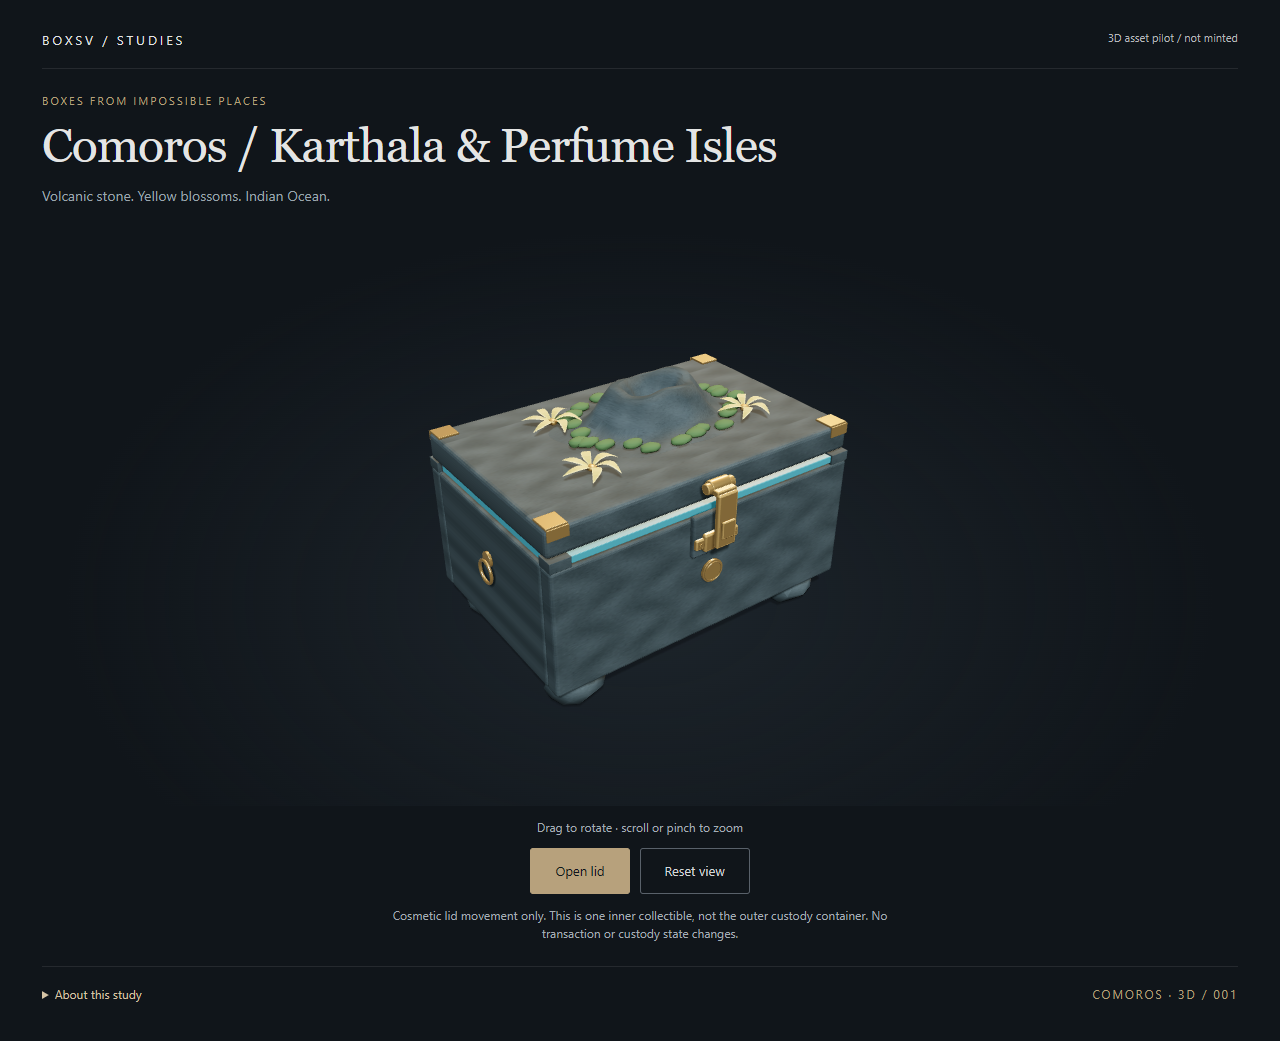 BOXSV / STUDIES
3D asset pilot / not minted
BOXES FROM IMPOSSIBLE PLACES
Comoros / Karthala & Perfume Isles
Volcanic stone. Yellow blossoms. Indian Ocean.
Drag to rotate · scroll or pinch to zoom
Open lid
Reset view
Cosmetic lid movement only. This is one inner collectible, not the outer custody container. No
transaction or custody state changes.
About this study
COMOROS · 3D / 001